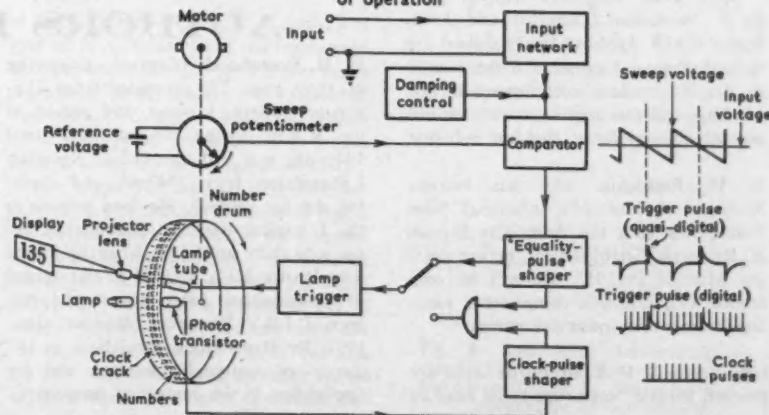 of operation
Motor
Input
Input
network
Sweep voltage
Damping
control
Input
voltage
Reference
voltage
Sweep
potentiometer
Comparator
Number
drum
Trigger pulse
(quasi-digital)
Display
Projector
lens
135
Lamp
tube
'Equality-
pulse'
shaper
Lamp
trigger
Trigger pulse (digital)
Lamp
Photo
transistor
Clock
track
Clock-pulse
shaper
Clock
pulses
Numbers